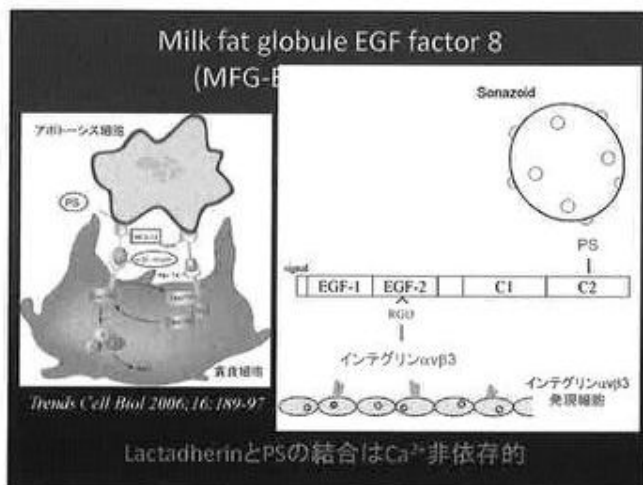 Milk fat globule EGF factor 8
(MFG-E
アポトーシス細胞
PS
貪食細胞
Trends Cell Biol 2006;16:189-97
Sonazoid
PS
signal
EGF-1
EGF-2
C1
C2
RGD
インテグリンαvβ3
インテグリンαvβ3
発現細胞
LactadherinとPSの結合はCa²⁺非依存的